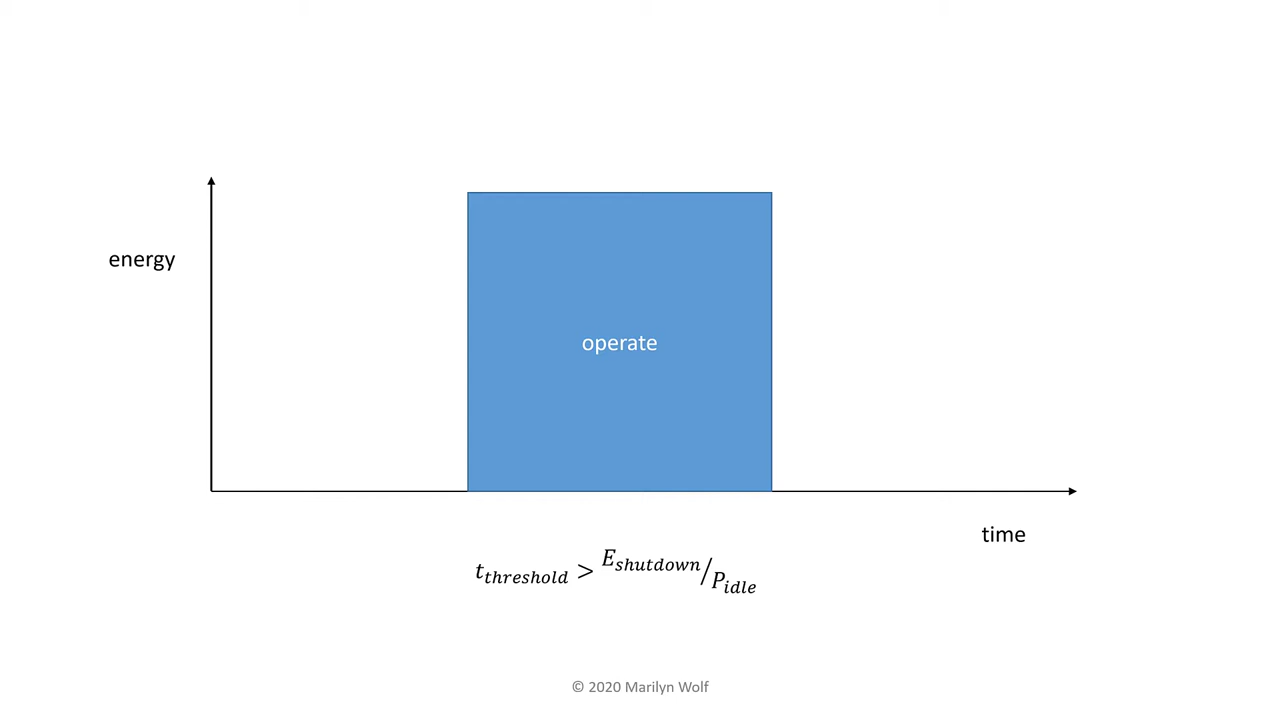 energy
operate
time
t_threshold > E_shutdown/P_idle
© 2020 Marilyn Wolf